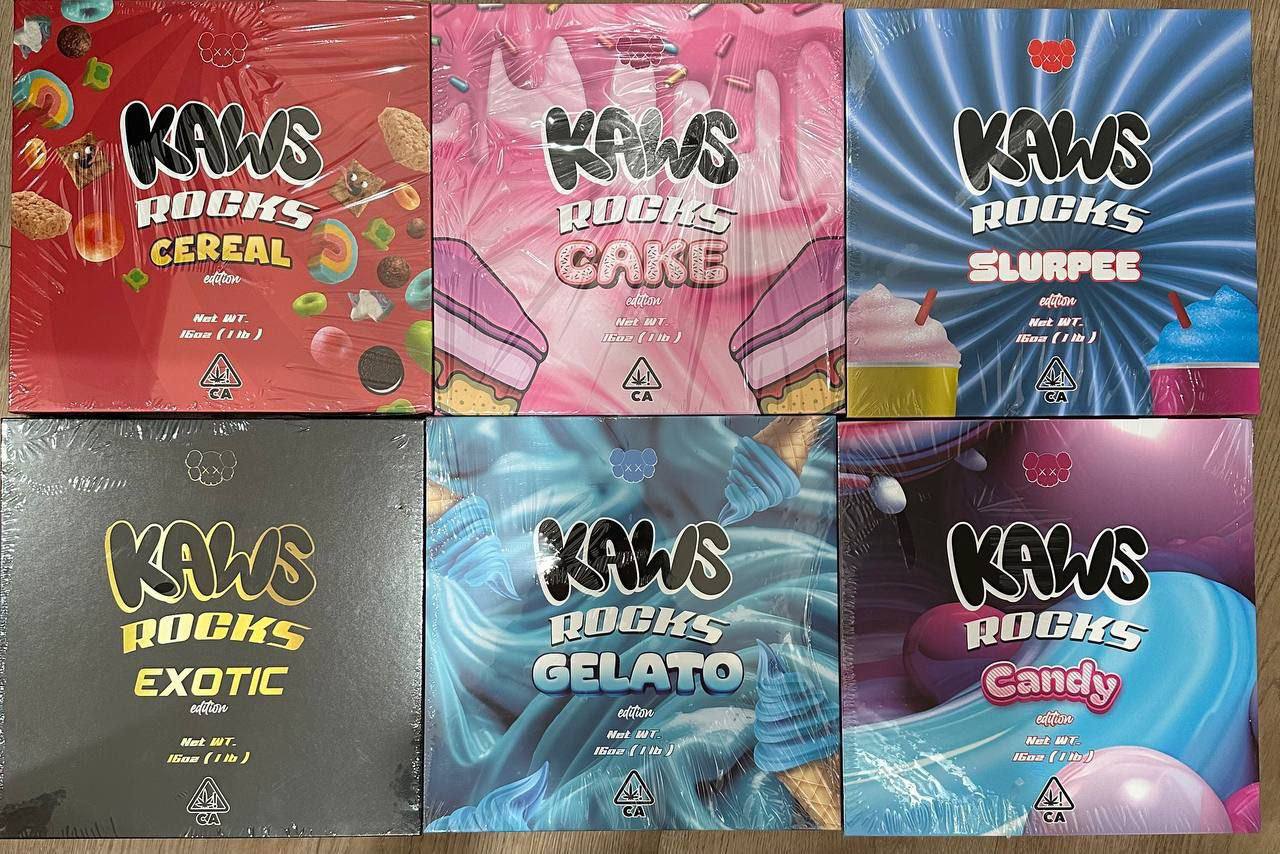 KAWS
ROCKS
CEREAL
edition
Net WT.
16oz ( 1 lb )
CA
KAWS
ROCKS
CAKE
edition
Net WT.
16oz ( 1 lb )
CA
KAWS
ROCKS
SLURPEE
edition
Net WT.
16oz ( 1 lb )
CA
KAWS
ROCKS
EXOTIC
edition
Net WT.
16oz ( 1 lb )
CA
KAWS
ROCKS
GELATO
edition
Net WT.
16oz ( 1 lb )
CA
KAWS
ROCKS
Candy
edition
Net WT.
16oz ( 1 lb )
CA